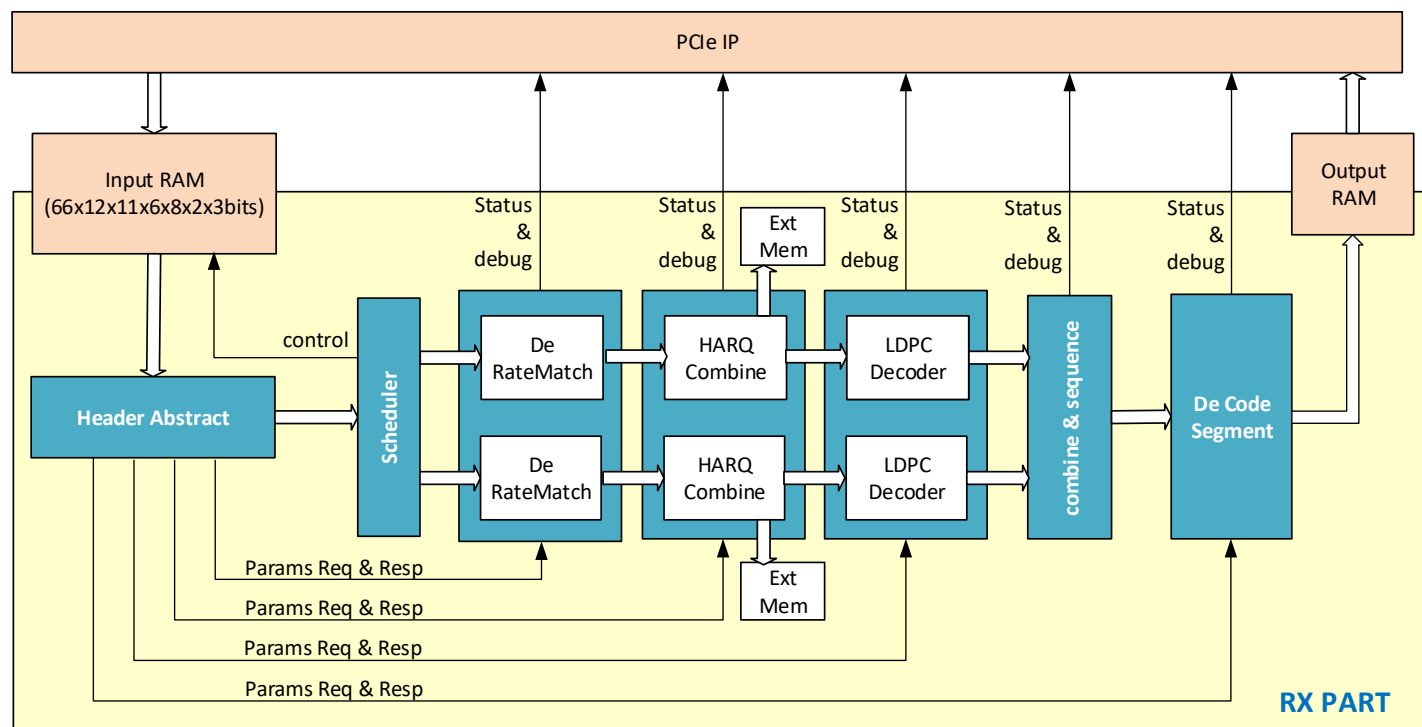 PCIe IP
Input RAM
(66x12x11x6x8x2x3bits)
Output
RAM
Status
&
debug
Status
&
debug
Status
&
debug
Status
&
debug
Status
&
debug
Ext
Mem
control
Scheduler
De
RateMatch
HARQ
Combine
LDPC
Decoder
combine & sequence
De Code
Segment
Header Abstract
De
RateMatch
HARQ
Combine
LDPC
Decoder
Ext
Mem
Params Req & Resp
Params Req & Resp
Params Req & Resp
Params Req & Resp
RX PART